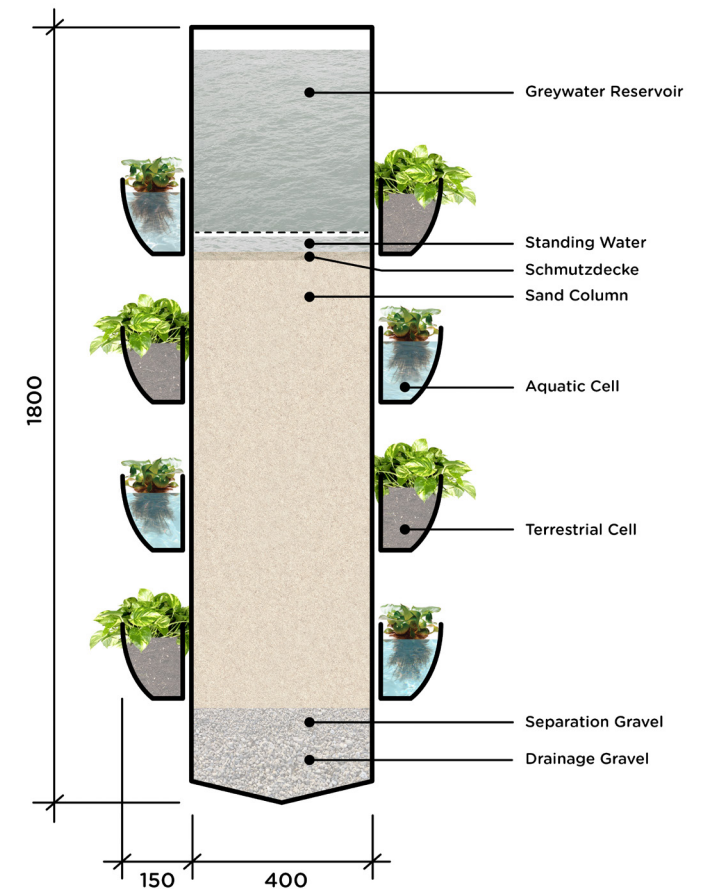 Greywater Reservoir
Standing Water
Schmutzdecke
Sand Column
Aquatic Cell
1800
Terrestrial Cell
Separation Gravel
Drainage Gravel
150
400